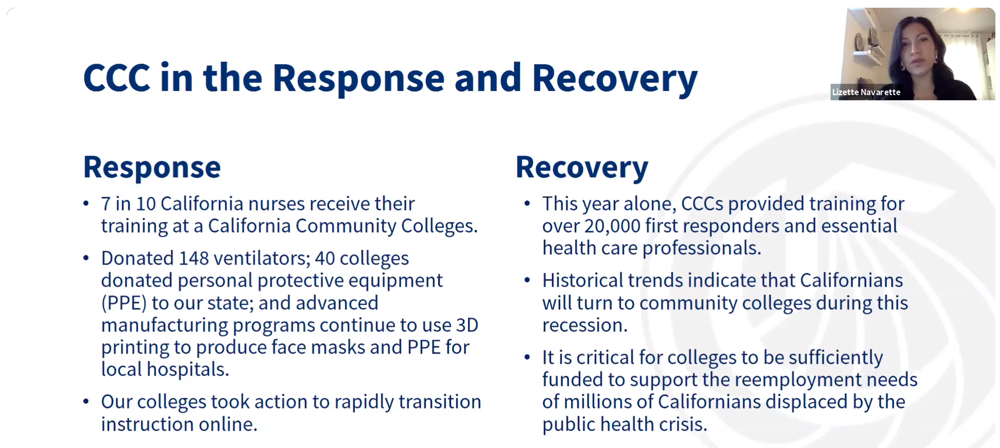 CCC in the Response and Recovery
Lizette Navarette
Response
• 7 in 10 California nurses receive their
training at a California Community Colleges.
• Donated 148 ventilators; 40 colleges
donated personal protective equipment
(PPE) to our state; and advanced
manufacturing programs continue to use 3D
printing to produce face masks and PPE for
local hospitals.
• Our colleges took action to rapidly transition
instruction online.
Recovery
• This year alone, CCCs provided training for
over 20,000 first responders and essential
health care professionals.
• Historical trends indicate that Californians
will turn to community colleges during this
recession.
• It is critical for colleges to be sufficiently
funded to support the reemployment needs
of millions of Californians displaced by the
public health crisis.